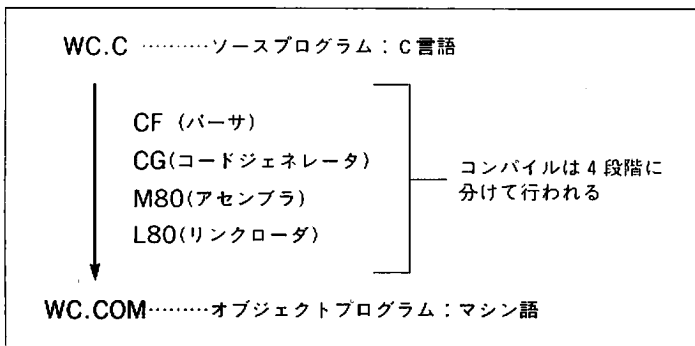 WC.C ………ソースプログラム：C言語
CF（パーサ）
CG(コードジェネレータ)
M80(アセンブラ)
L80(リンクローダ)
コンパイルは4段階に
分けて行われる
WC.COM………オブジェクトプログラム：マシン語